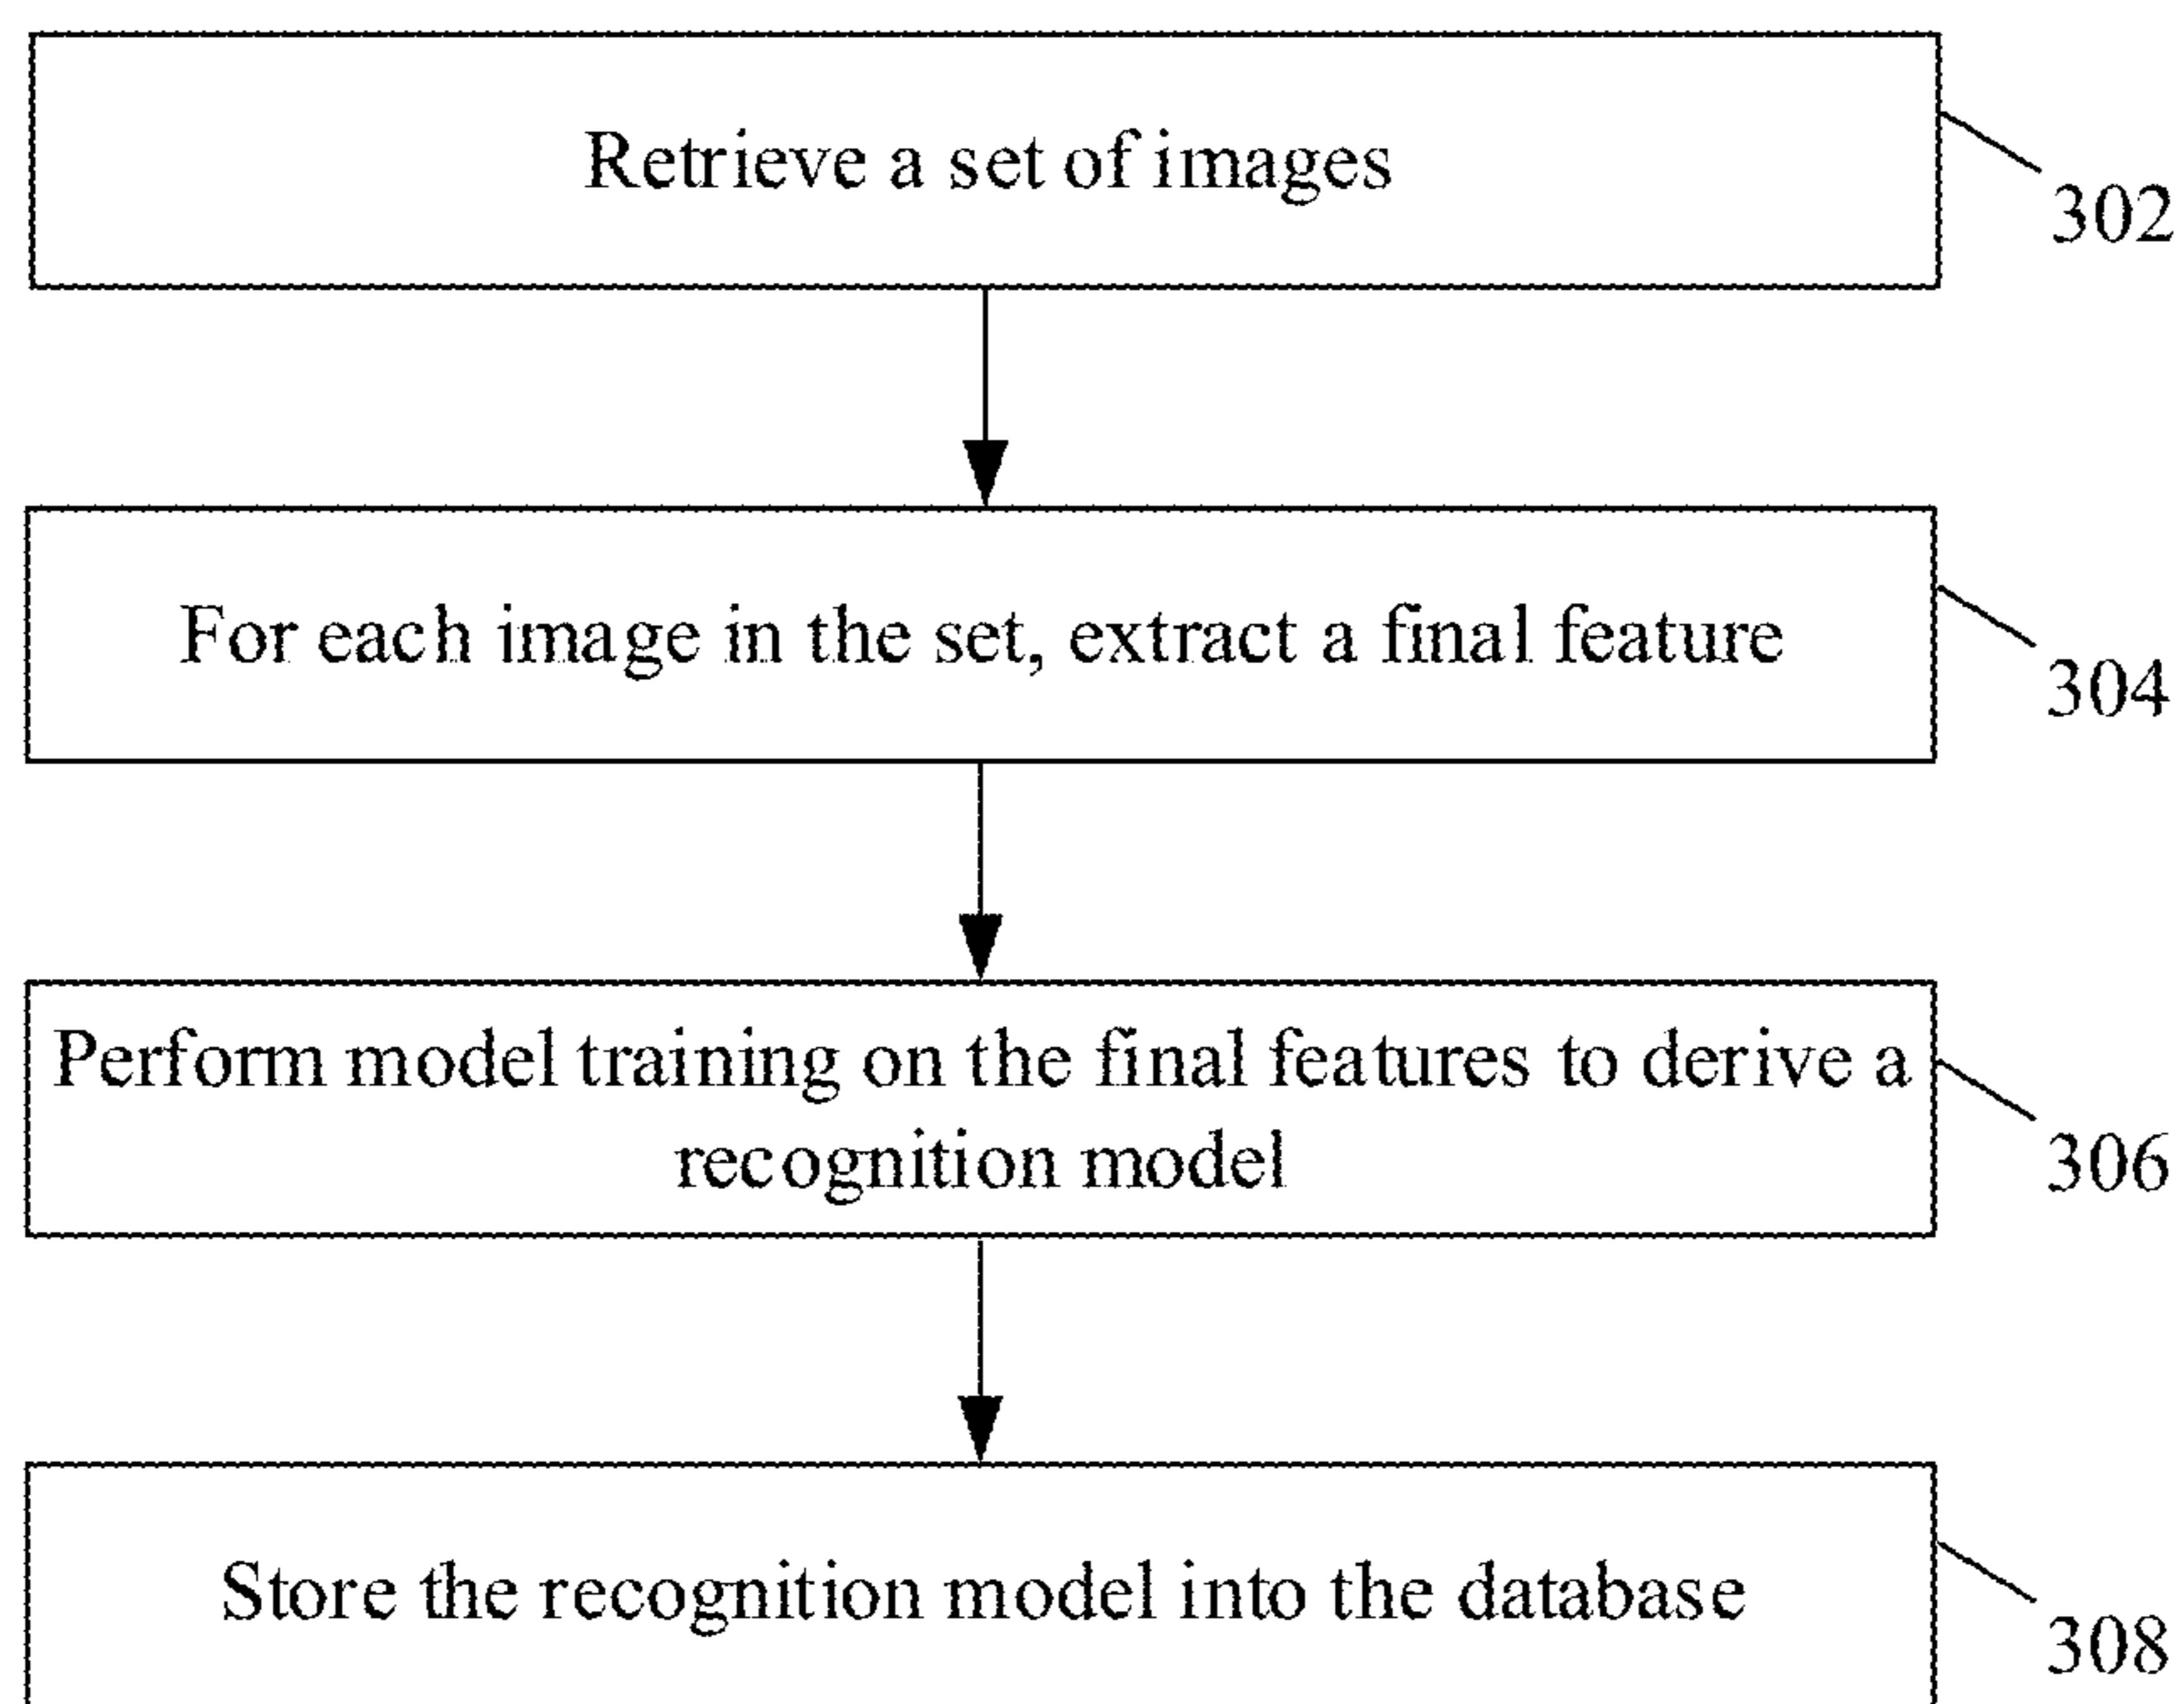 Retrieve a set of images
302
For each image in the set, extract a final feature
304
Perform model training on the final features to derive a
recognition model
306
Store the recognition model into the database
308